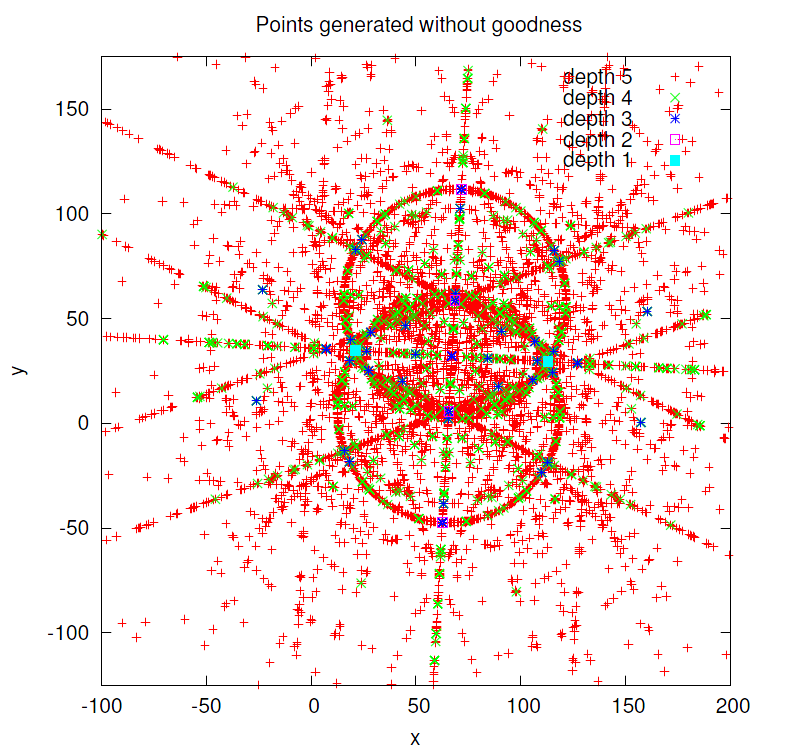 Points generated without goodness
depth 5
depth 4
depth 3
depth 2
depth 1
150
100
50
0
-50
-100
y
-100 -50 0 50 100 150 200
x